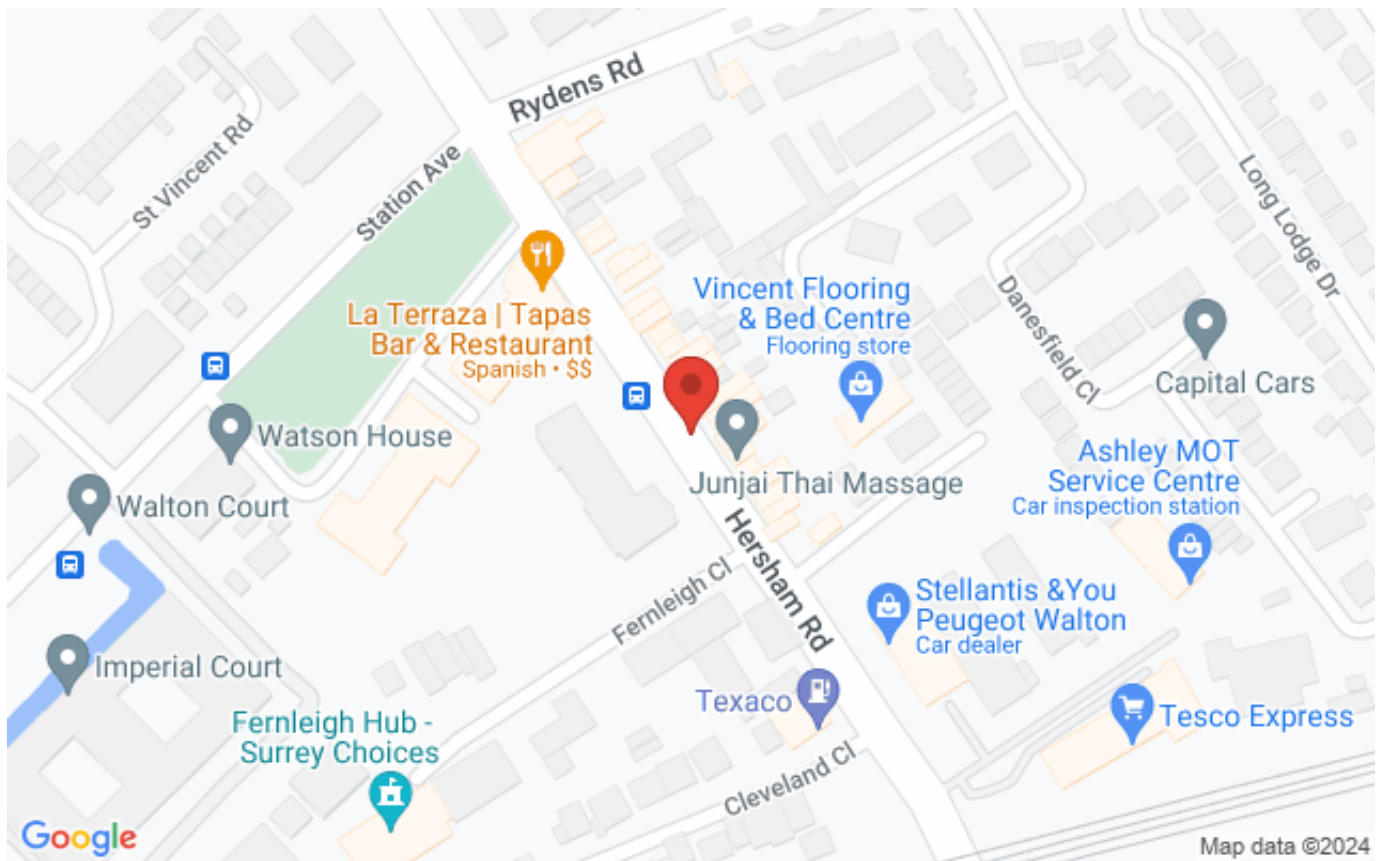 Rydens Rd
St Vincent Rd
Station Ave
Long Lodge Dr
La Terraza | Tapas
Bar & Restaurant
Spanish • $$
Vincent Flooring
& Bed Centre
Flooring store
Danesfield Cl
Capital Cars
Watson House
Walton Court
Junjai Thai Massage
Ashley MOT
Service Centre
Car inspection station
Hersham Rd
Fernleigh Cl
Stellantis &You
Peugeot Walton
Car dealer
Imperial Court
Texaco
Tesco Express
Fernleigh Hub -
Surrey Choices
Cleveland Cl
Google
Map data ©2024